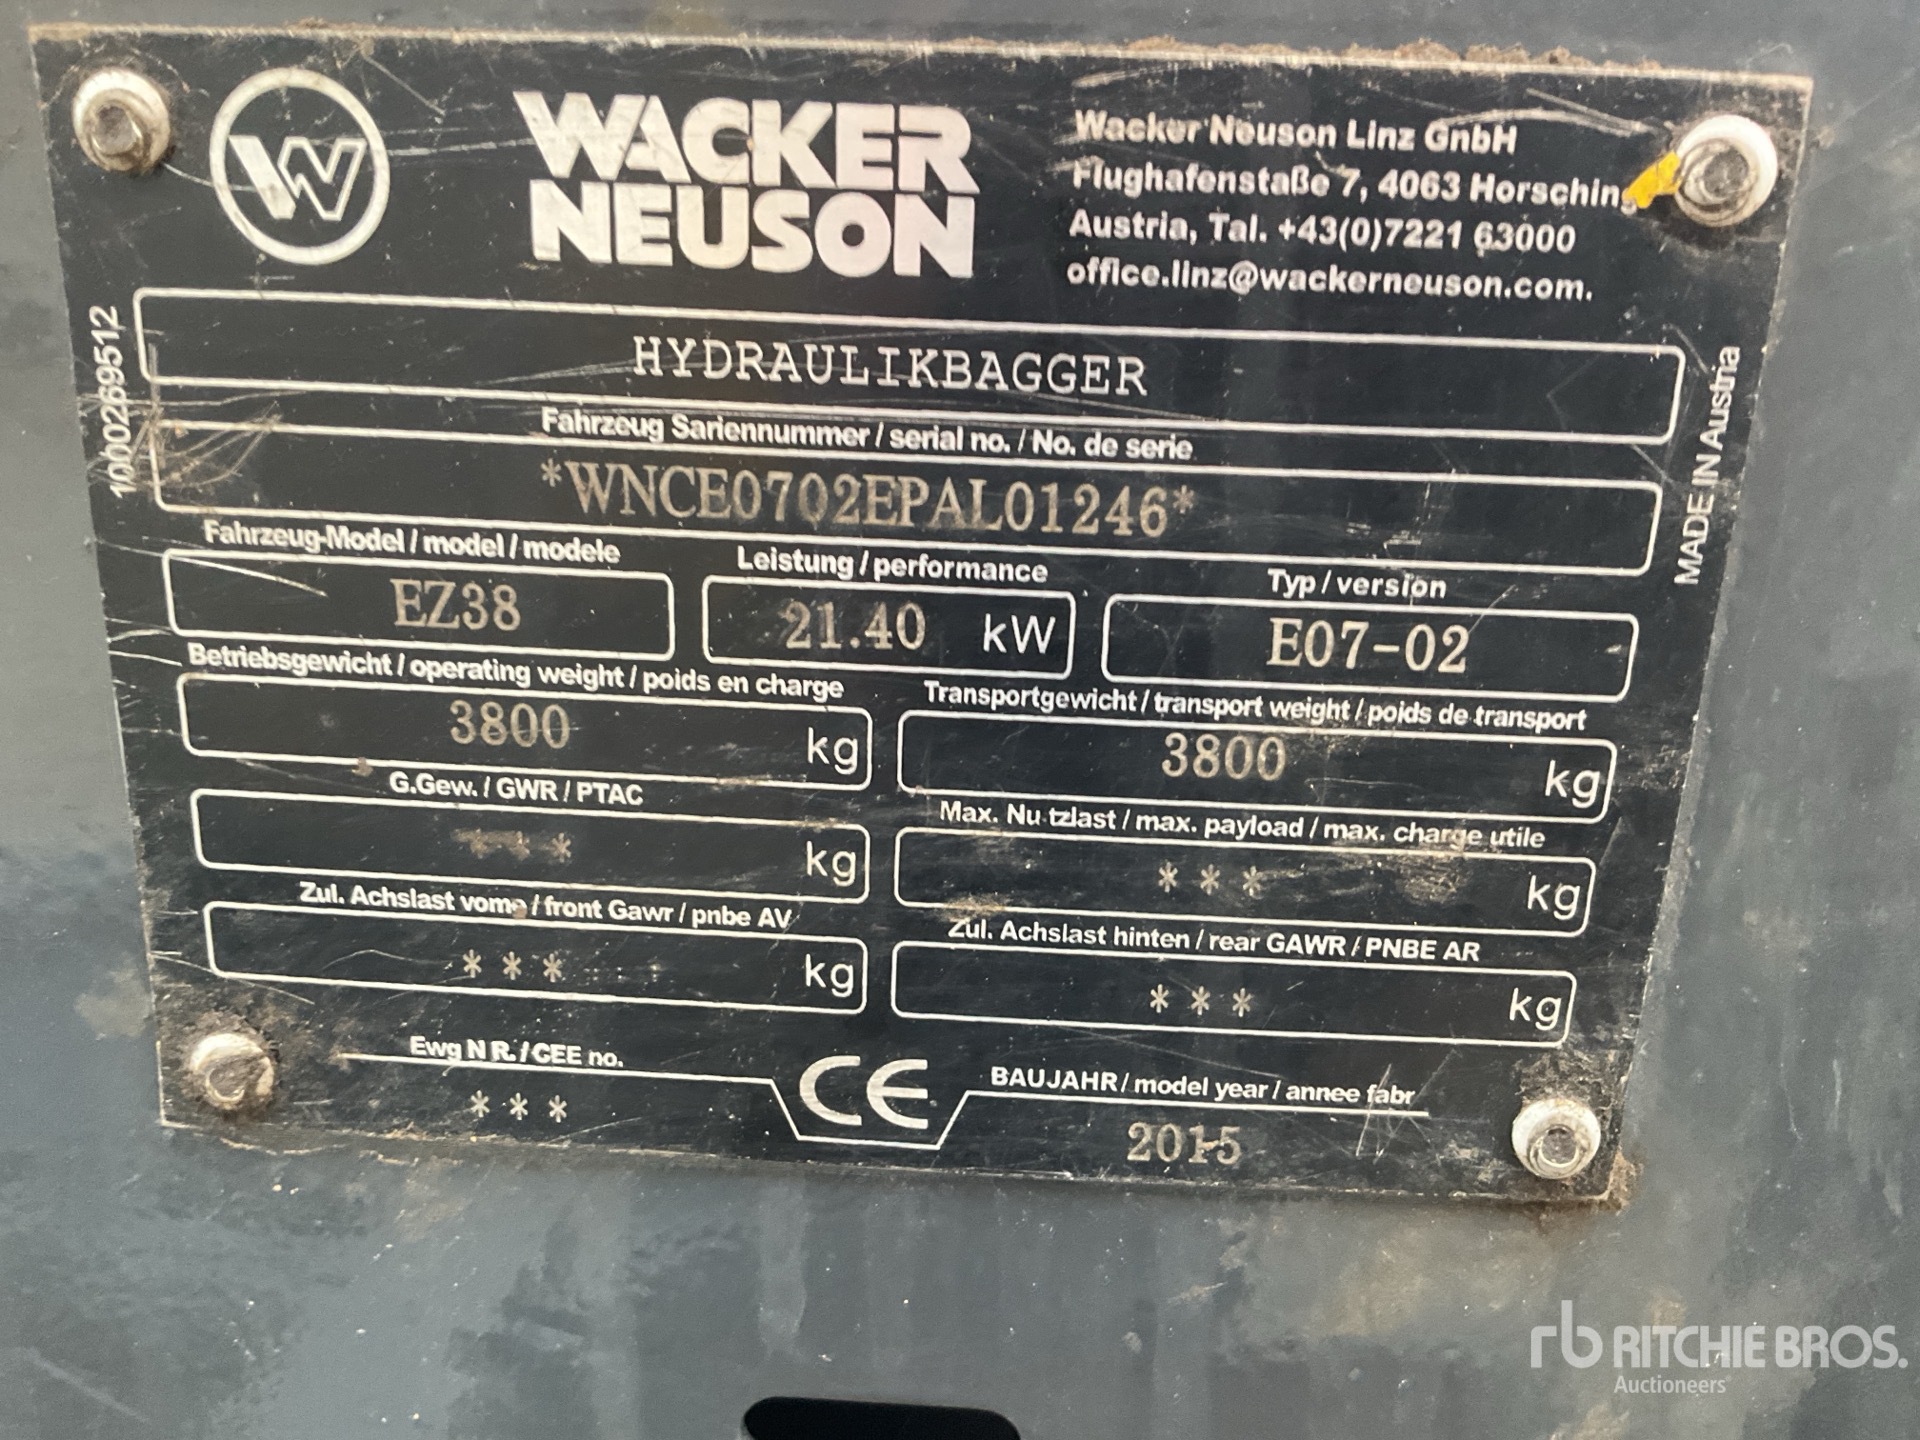 W
WACKER
NEUSON
Wacker Neuson Linz GnbH
Flughafenstaße 7, 4063 Horsching
Austria, Tal. +43(0)7221 63000
office.linz@wackerneuson.com.
1000269512
MADE IN Austria
HYDRAULIKBAGGER
Fahrzeug Sariennummer / serial no. / No. de serie
*WNCE0702EPAL01246*
Fahrzeug-Model / model / modele
Leistung / performance
Typ / version
EZ38
21.40 kW
E07-02
Betriebsgewicht / operating weight / poids en charge
Transportgewicht / transport weight / poids de transport
3800 kg
3800 kg
G.Gew. / GWR / PTAC
Max. Nu tzlast / max. payload / max. charge utile
*** kg
*** kg
Zul. Achslast vome / front Gawr / pnbe AV
Zul. Achslast hinten / rear GAWR / PNBE AR
*** kg
*** kg
Ewg N R. / CEE no.
CE
BAUJAHR / model year / annee fabr
***
2015
rb RITCHIE BROS.
Auctioneers